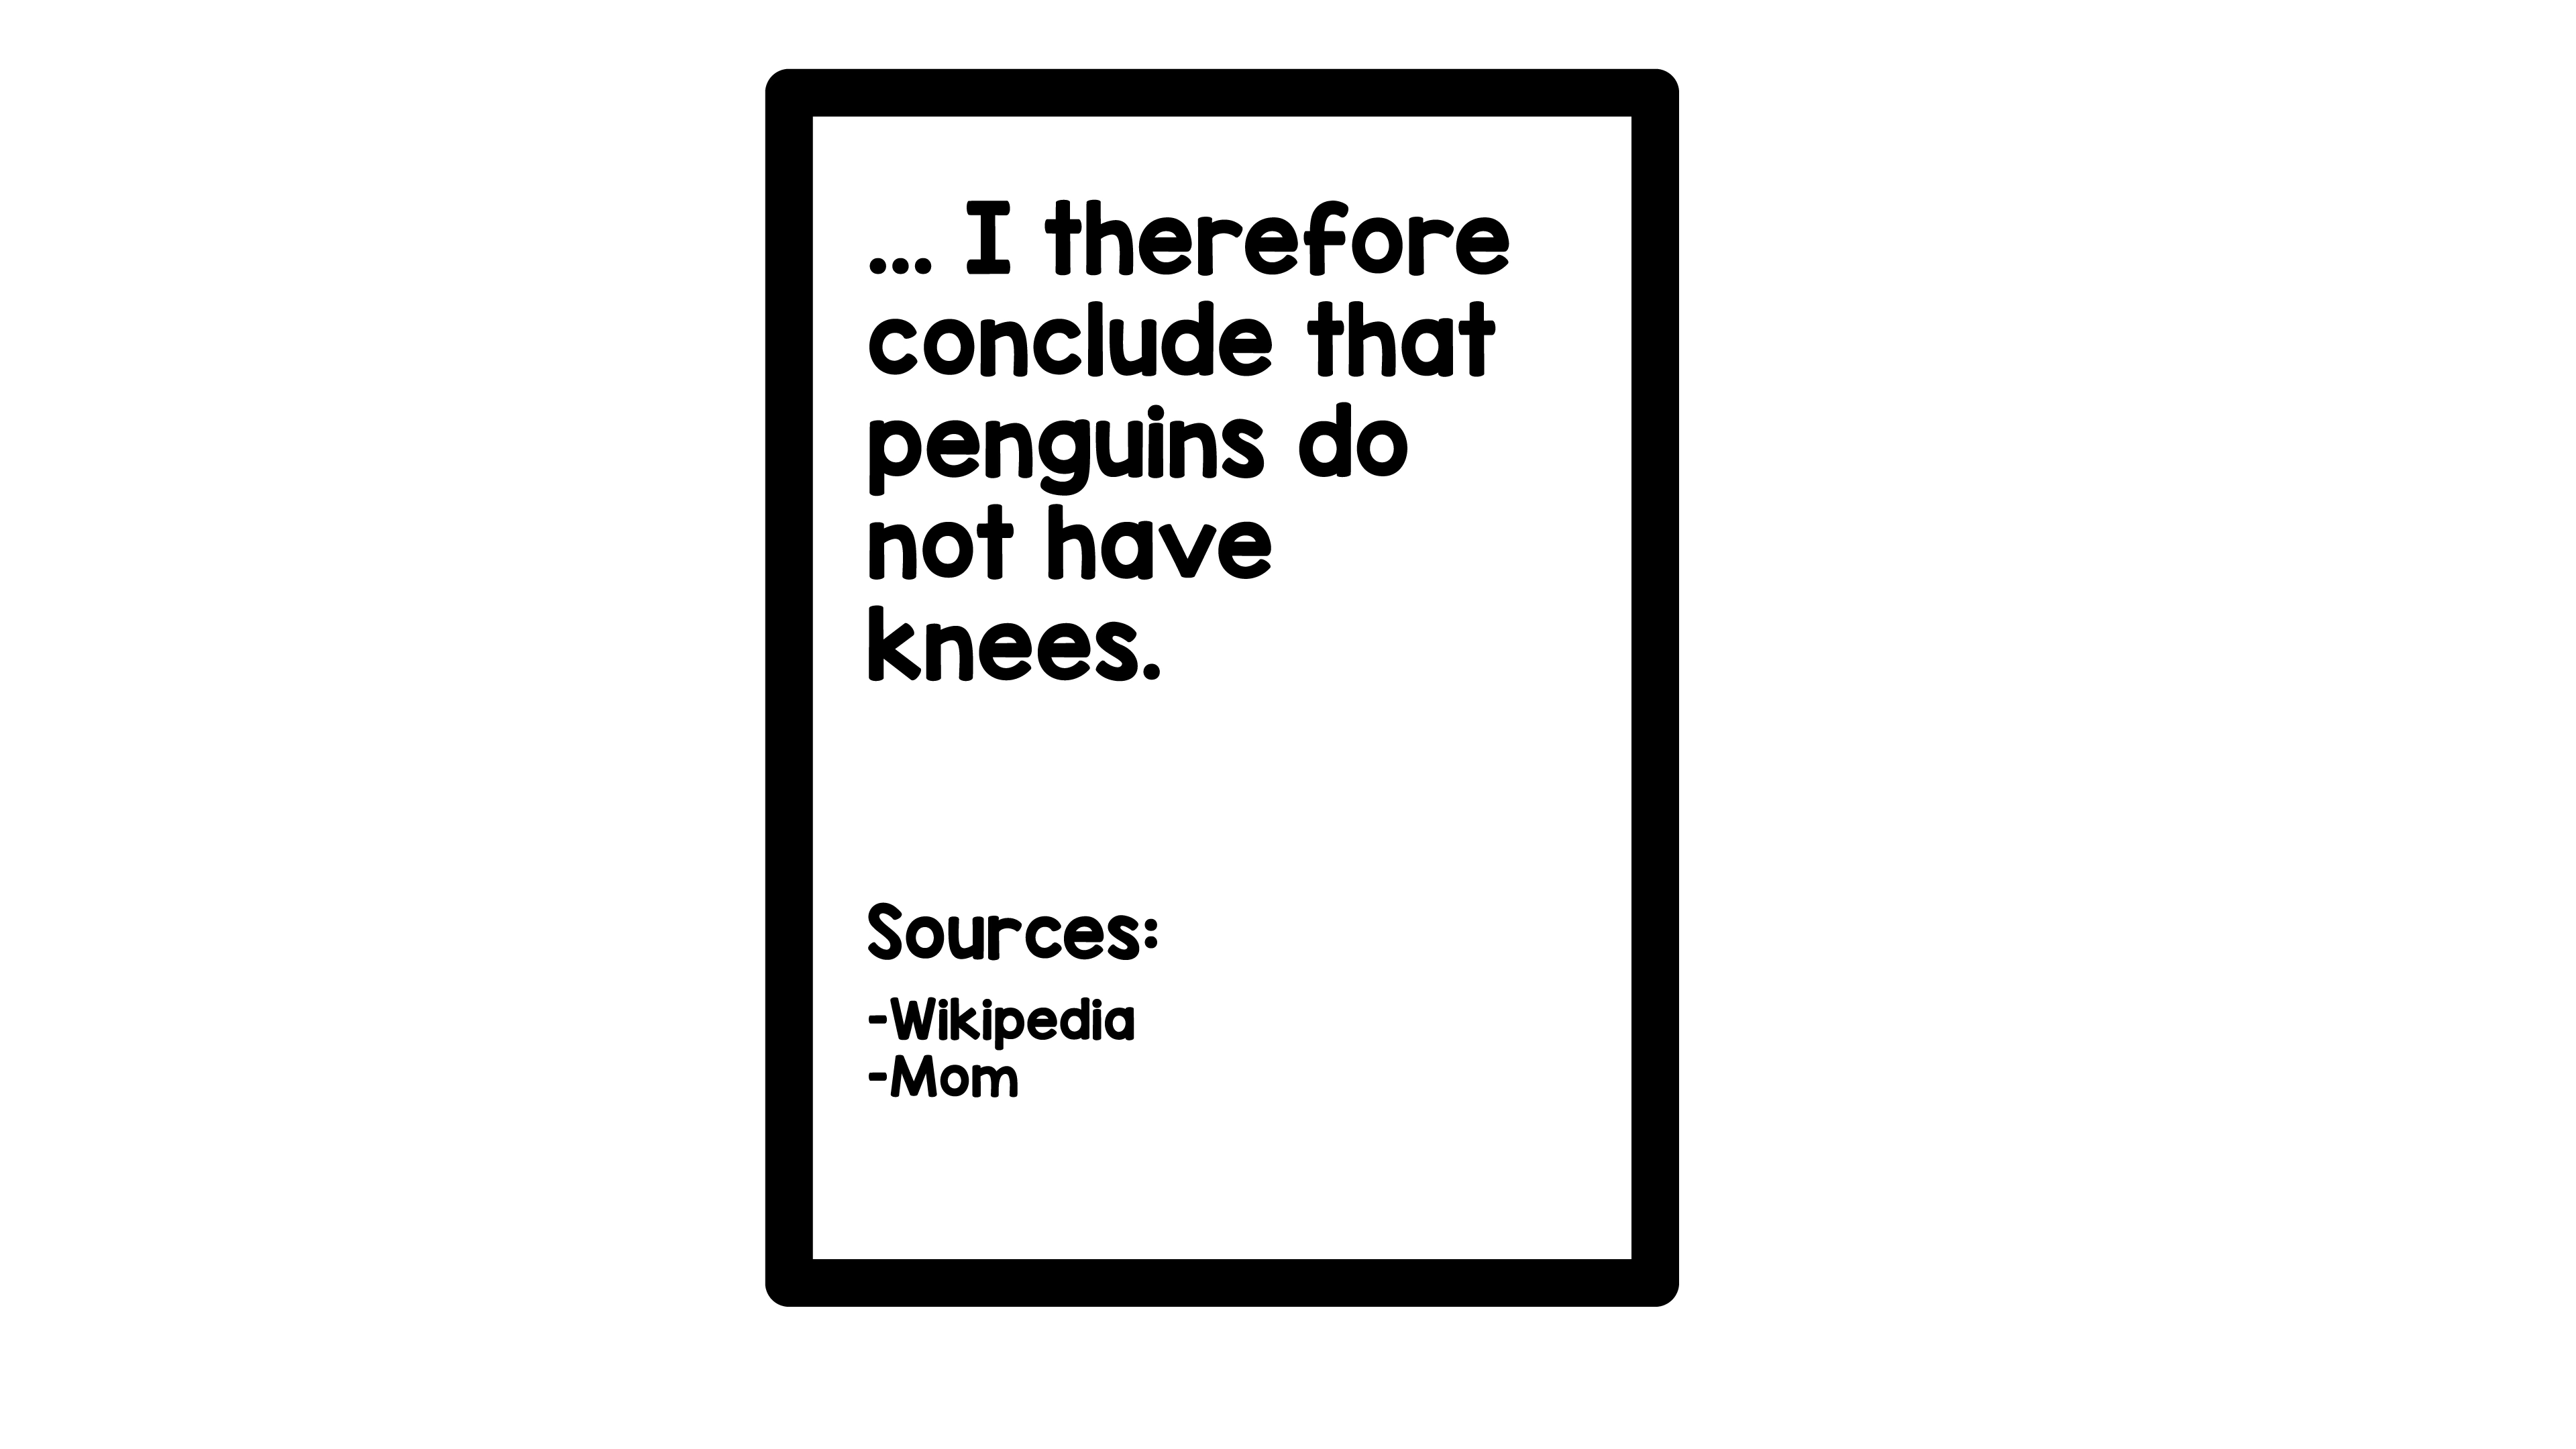 ... I therefore
conclude that
penguins do
not have
knees.
Sources:
-Wikipedia
-Mom